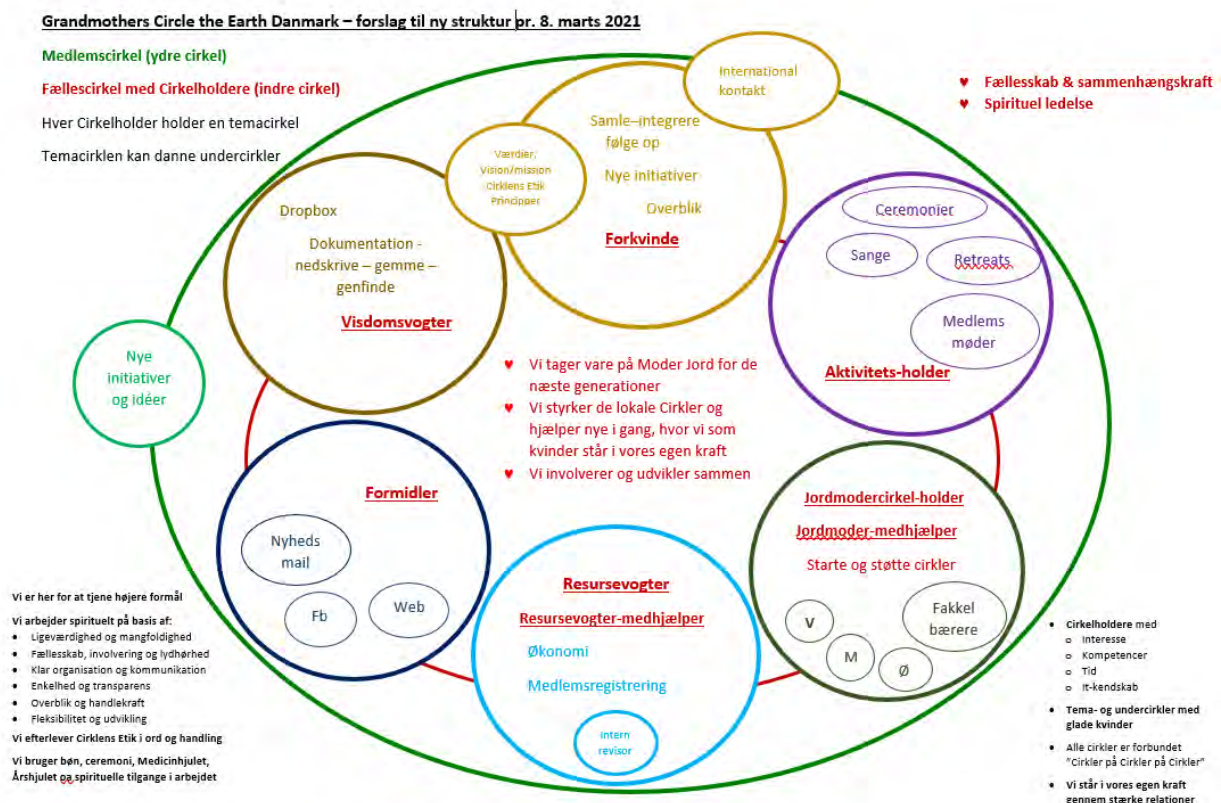 Grandmothers Circle the Earth Danmark – forslag til ny struktur pr. 8. marts 2021
Medlemscirkel (ydre cirkel)
Fællescirkel med Cirkelholdere (indre cirkel)
Hver Cirkelholder holder en temacirkel
Temacirklen kan danne undercirkler
International
kontakt
♥ Fællesskab & sammenhængskraft
♥ Spirituel ledelse
Værdier,
Vision/mission
Cirklens Etik
Principper
Samle–integrere
følge op
Nye initiativer
Overblik
Forkvinde
Dropbox
Dokumentation -
nedskrive – gemme –
genfinde
Visdomsvogter
Ceremonier
Sange
Retreats
Medlems
møder
Aktivitets-holder
Nye
initiativer
og idéer
♥ Vi tager vare på Moder Jord for de
næste generationer
♥ Vi styrker de lokale Cirkler og
hjælper nye i gang, hvor vi som
kvinder står i vores egen kraft
♥ Vi involverer og udvikler sammen
Formidler
Nyheds
mail
Fb
Web
Resursevogter
Resursevogter-medhjælper
Økonomi
Medlemsregistrering
Intern
revisor
Jordmodercirkel-holder
Jordmoder-medhjælper
Starte og støtte cirkler
V
M
Ø
Fakkel
bærere
Vi er her for at tjene højere formål
Vi arbejder spirituelt på basis af:
• Ligeværdighed og mangfoldighed
• Fællesskab, involvering og lydhørhed
• Klar organisation og kommunikation
• Enkelhed og transparens
• Overblik og handlekraft
• Fleksibilitet og udvikling
Vi efterlever Cirklens Etik i ord og handling
Vi bruger bøn, ceremoni, Medicinhjulet,
Årshjulet oa spirituelle tilgange i arbejdet
• Cirkelholdere med
o Interesse
o Kompetencer
o Tid
o It-kendskab
• Tema- og undercirkler med
glade kvinder
• Alle cirkler er forbundet
"Cirkler på Cirkler på Cirkler"
• Vi står i vores egen kraft
gennem stærke relationer